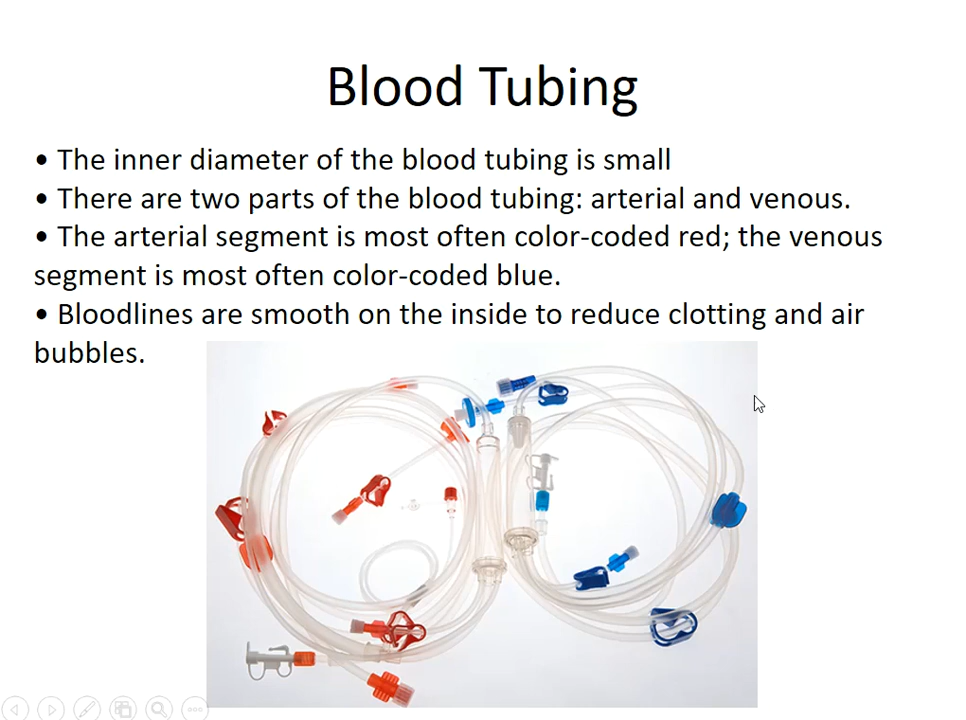 Blood Tubing
• The inner diameter of the blood tubing is small
• There are two parts of the blood tubing: arterial and venous.
• The arterial segment is most often color-coded red; the venous
segment is most often color-coded blue.
• Bloodlines are smooth on the inside to reduce clotting and air
bubbles.